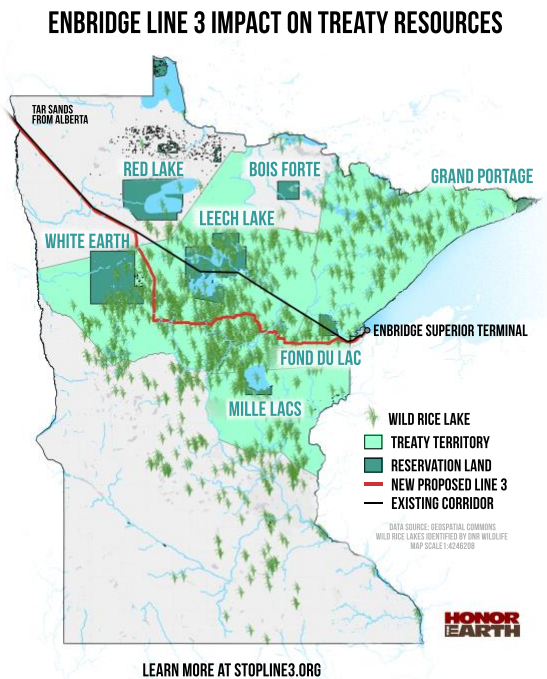 ENBRIDGE LINE 3 IMPACT ON TREATY RESOURCES
TAR SANDS
FROM ALBERTA
RED LAKE
BOIS FORTE
GRAND PORTAGE
LEECH LAKE
WHITE EARTH
ENBRIDGE SUPERIOR TERMINAL
FOND DU LAC
MILLE LACS
WILD RICE LAKE
TREATY TERRITORY
RESERVATION LAND
NEW PROPOSED LINE 3
EXISTING CORRIDOR
DATA SOURCE: GEOSPATIAL COMMONS
WILD RICE LAKES IDENTIFIED BY DNR WILDLIFE
MAP SCALE 1:4246208
HONOR
THE EARTH
LEARN MORE AT STOPLINE3.ORG